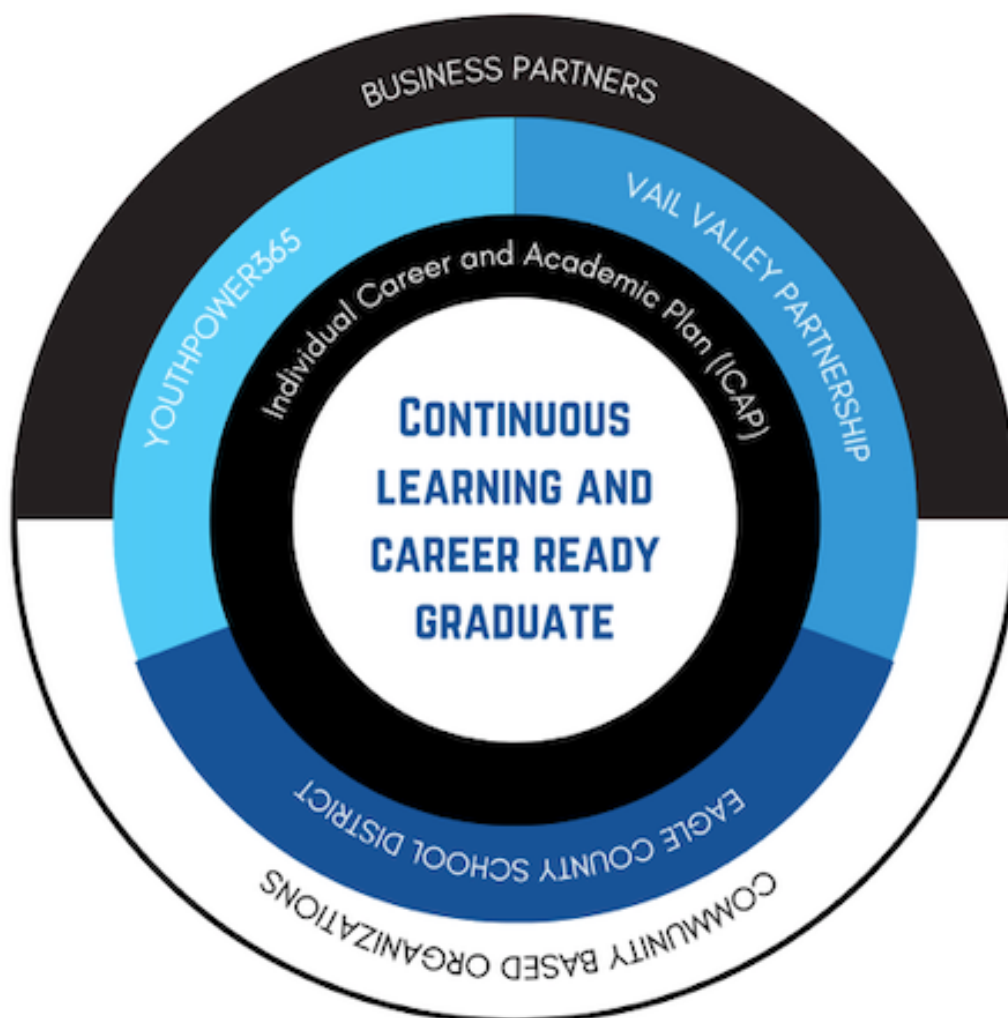 BUSINESS PARTNERS
YOUTHPOWER365
VAIL VALLEY PARTNERSHIP
Individual Career and Academic Plan (ICAP)
CONTINUOUS
LEARNING AND
CAREER READY
GRADUATE
EAGLE COUNTY SCHOOL DISTRICT
COMMUNITY BASED ORGANIZATIONS